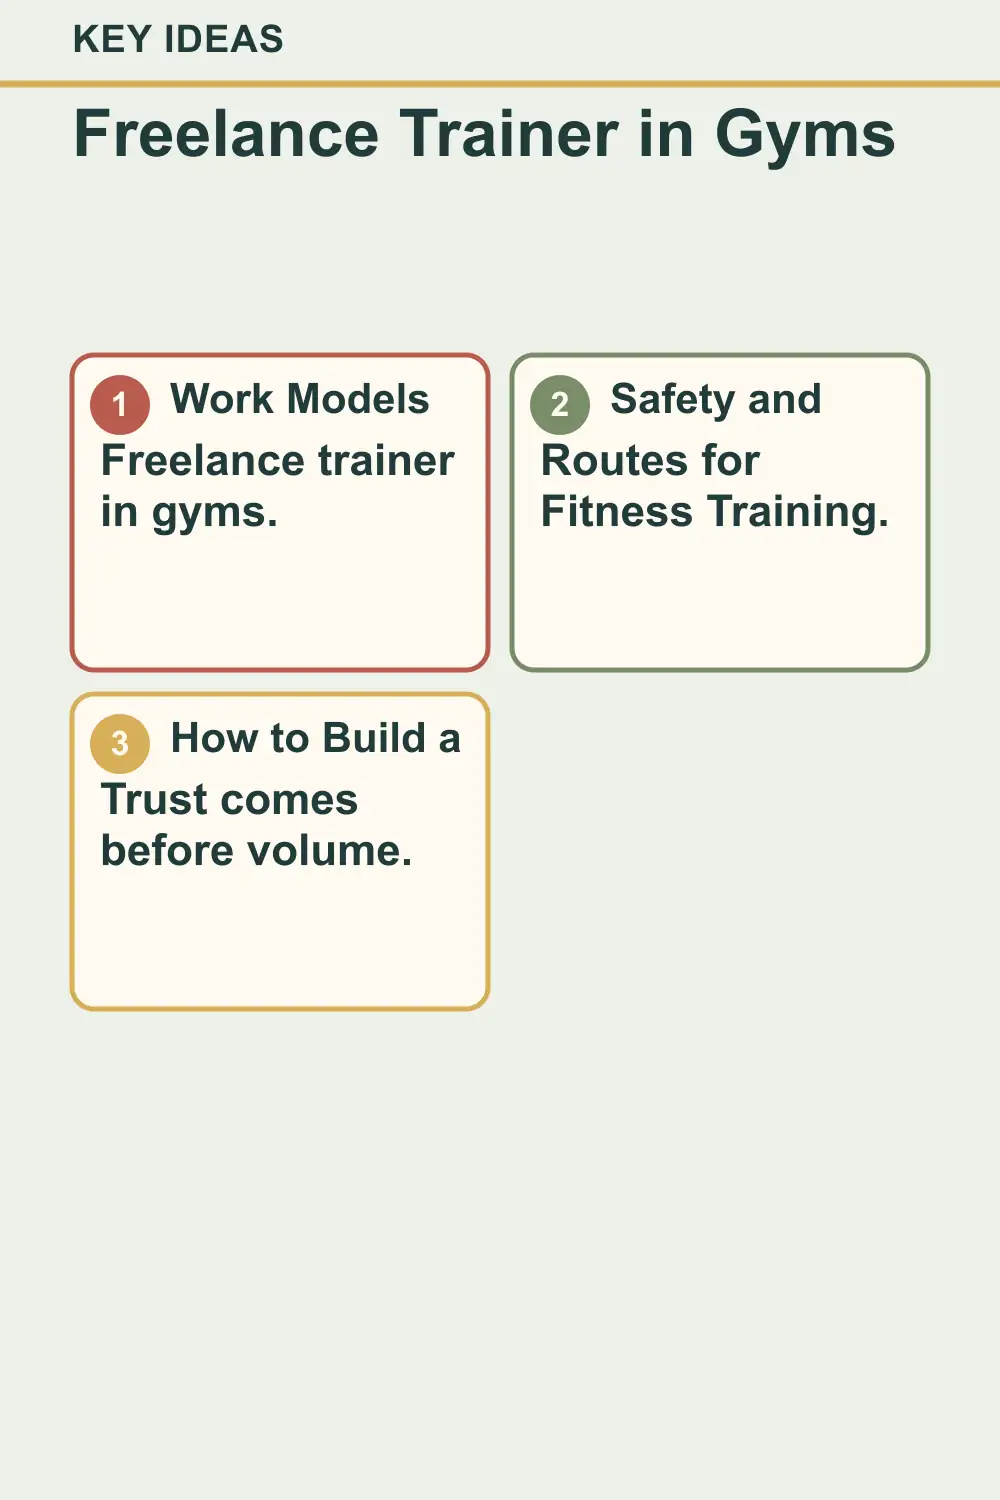 KEY IDEAS
Freelance Trainer in Gyms
1 Work Models
Freelance trainer
in gyms.
2 Safety and
Routes for
Fitness Training.
3 How to Build a
Trust comes
before volume.